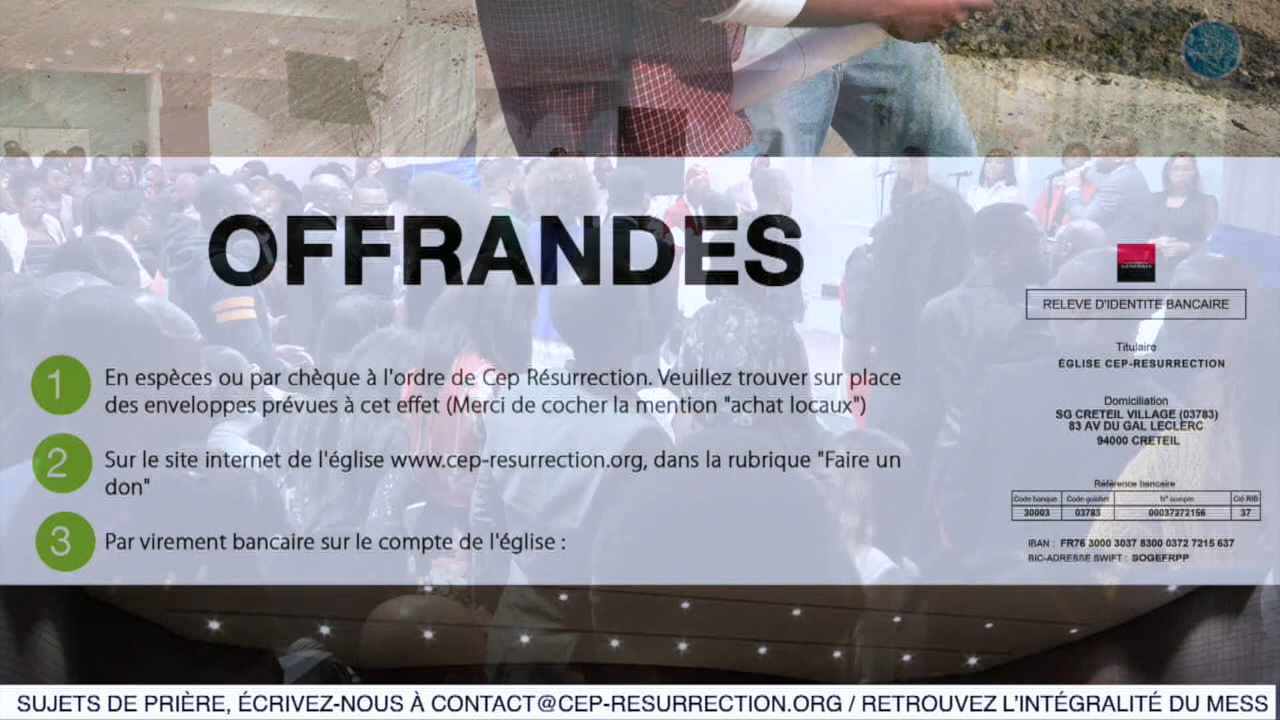 OFFRANDES
1 En espèces ou par chèque à l'ordre de Cep Résurrection. Veuillez trouver sur place
des enveloppes prévues à cet effet (Merci de cocher la mention "achat locaux")
2 Sur le site internet de l'église www.cep-resurrection.org, dans la rubrique "Faire un
don"
3 Par virement bancaire sur le compte de l'église :
GENERALE
RELEVE D'IDENTITE BANCAIRE
Titulaire
ÉGLISE CEP-RESURRECTION
Domiciliation
SG CRETEIL VILLAGE (03783)
83 AV DU GAL LECLERC
94000 CRETEIL
Référence bancaire
Code banque Code guichet N° compte Clé RIB
30003 03783 00037272156 37
IBAN : FR76 3000 3037 8300 0372 7215 637
BIC-ADRESSE SWIFT : SOGEFRPP
SUJETS DE PRIÈRE, ÉCRIVEZ-NOUS À CONTACT@CEP-RESURRECTION.ORG / RETROUVEZ L'INTÉGRALITÉ DU MESS